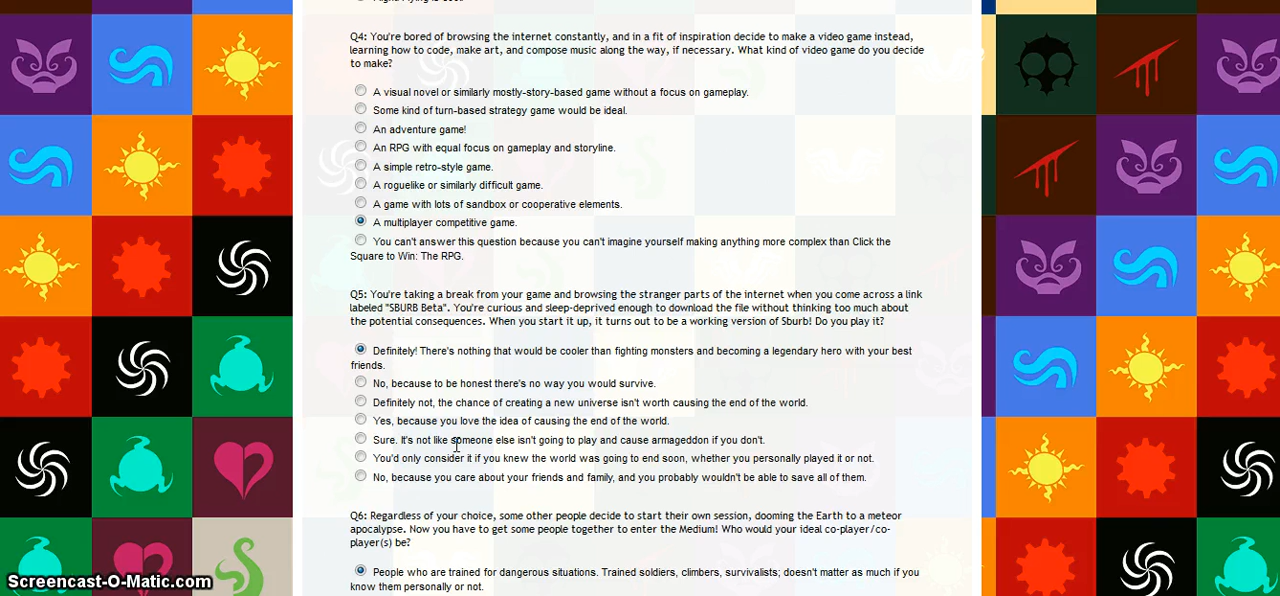 Q4: You're bored of browsing the internet constantly, and in a fit of inspiration decide to make a video game instead,
learning how to code, make art, and compose music along the way, if necessary. What kind of video game do you decide
to make?
A visual novel or similarly mostly-story-based game without a focus on gameplay.
Some kind of turn-based strategy game would be ideal.
An adventure game!
An RPG with equal focus on gameplay and storyline.
A simple retro-style game.
A roguelike or similarly difficult game.
A game with lots of sandbox or cooperative elements.
A multiplayer competitive game.
You can't answer this question because you can't imagine yourself making anything more complex than Click the
Square to Win: The RPG.
Q5: You're taking a break from your game and browsing the stranger parts of the internet when you come across a link
labeled "SBURB Beta". You're curious and sleep-deprived enough to download the file without thinking too much about
the potential consequences. When you start it up, it turns out to be a working version of Sburb! Do you play it?
Definitely! There's nothing that would be cooler than fighting monsters and becoming a legendary hero with your best
friends.
No, because to be honest there's no way you would survive.
Definitely not, the chance of creating a new universe isn't worth causing the end of the world.
Yes, because you love the idea of causing the end of the world.
Sure. It's not like someone else isn't going to play and cause armageddon if you don't.
You'd only consider it if you knew the world was going to end soon, whether you personally played it or not.
No, because you care about your friends and family, and you probably wouldn't be able to save all of them.
Q6: Regardless of your choice, some other people decide to start their own session, dooming the Earth to a meteor
apocalypse. Now you have to get some people together to enter the Medium! Who would your ideal co-player/co-
player(s) be?
People who are trained for dangerous situations. Trained soldiers, climbers, survivalists; doesn't matter as much if you
know them personally or not.
Screencast-O-Matic.com